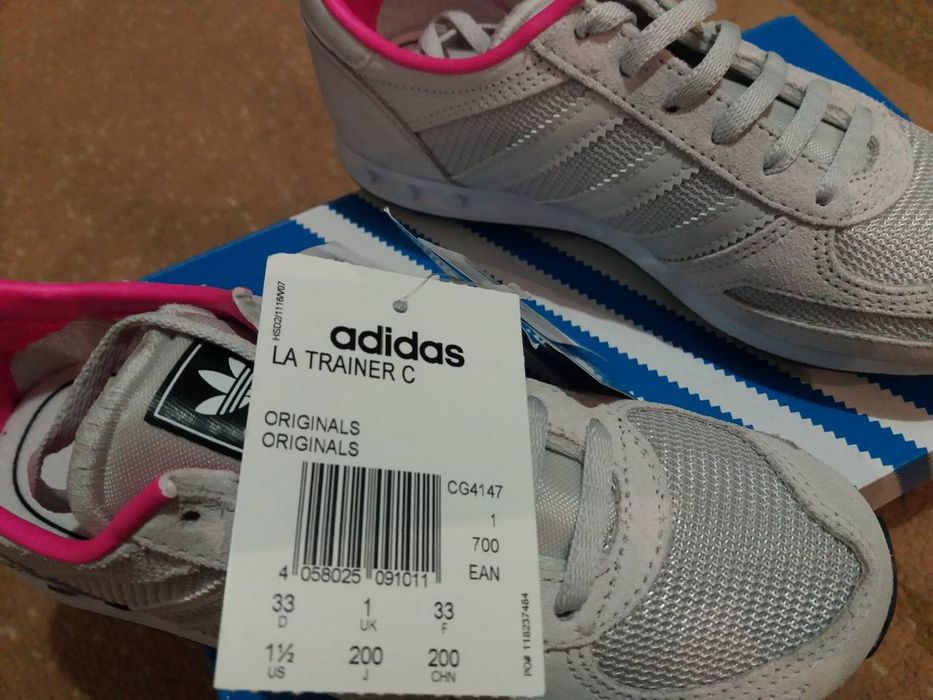 HSD2/1116/V07
adidas
LA TRAINER C
ORIGINALS
ORIGINALS
CG4147
1
700
EAN
4 058025 091011
33 1 33
D UK F
1½ 200 200
US J CHN
PO# 118237484